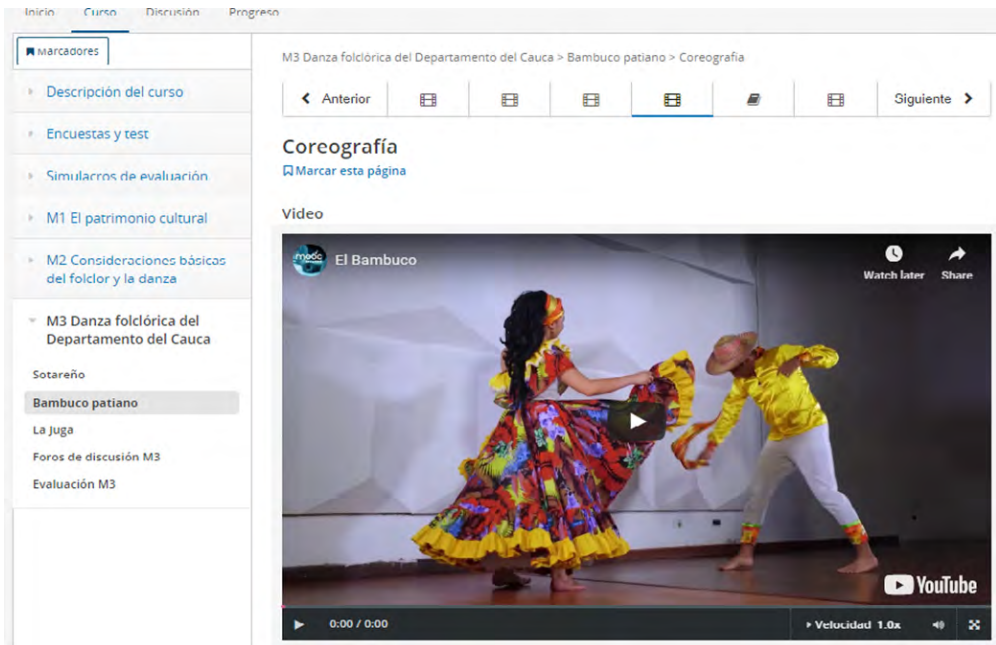 Inicio Curso Discusión Progreso
Marcadores
Descripción del curso
Encuestas y test
Simulacros de evaluación
M1 El patrimonio cultural
M2 Consideraciones básicas
del folclor y la danza
M3 Danza folclórica del
Departamento del Cauca
Sotareño
Bambuco patiano
La Juga
Foros de discusión M3
Evaluación M3
M3 Danza folclórica del Departamento del Cauca > Bambuco patiano > Coreografía
Anterior
Siguiente
Coreografía
Marcar esta página
Video
mooc
El Bambuco
Watch later
Share
YouTube
0:00 / 0:00
Velocidad 1.0x